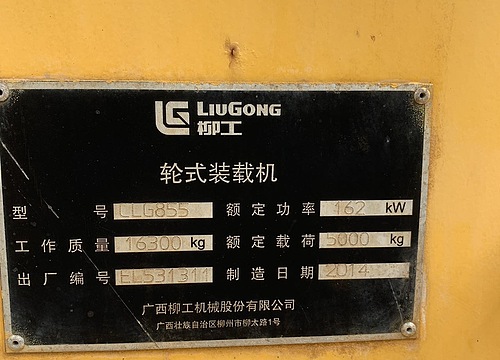 LIUGONG
柳工
轮式装载机
型号 CLG855 额定功率 162 kW
工作质量 16300 kg 额定载荷 5000 kg
出厂编号 EL531311 制造日期 2014
广西柳工机械股份有限公司
广西壮族自治区柳州市柳太路1号